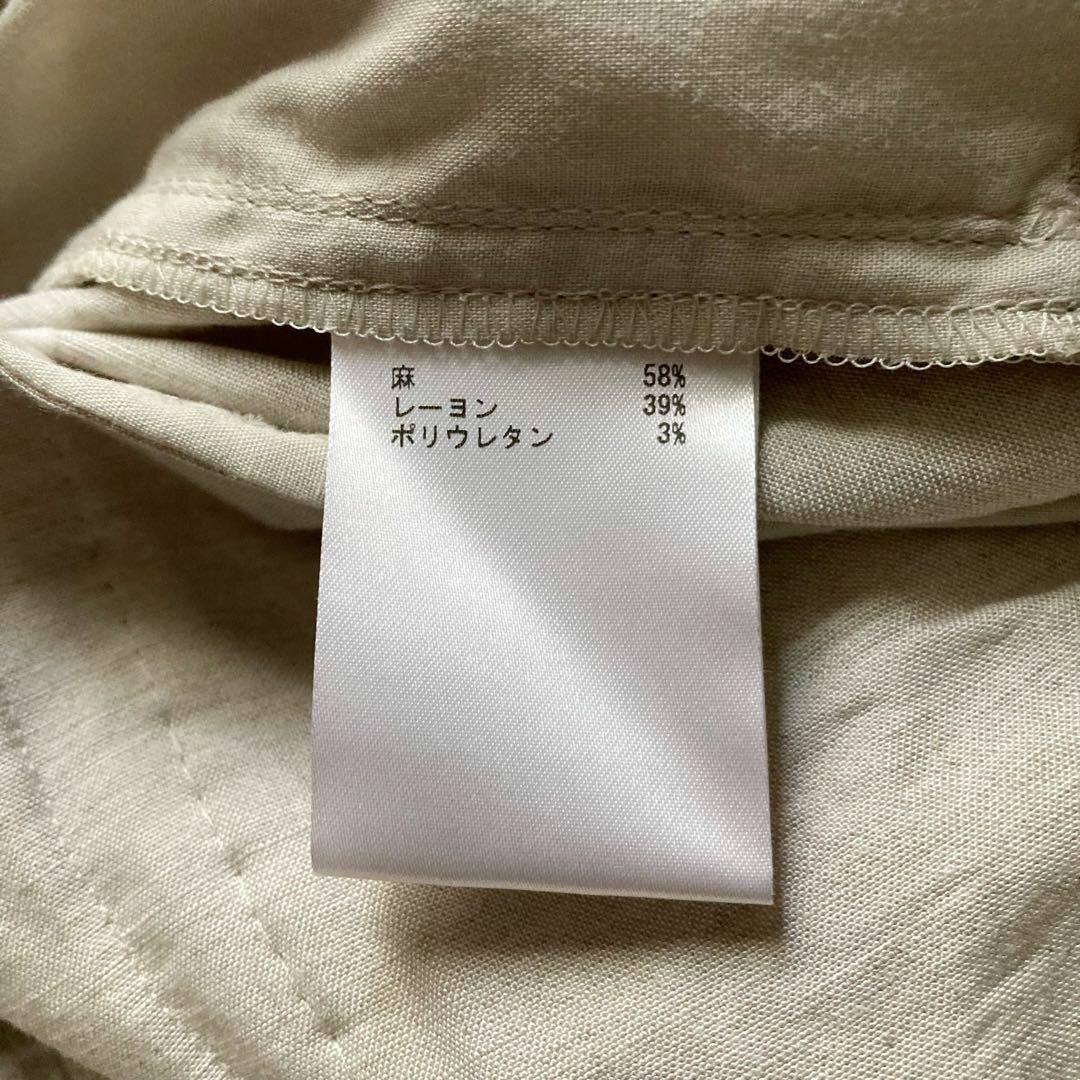 麻 58%
レーヨン 39%
ポリウレタン 3%